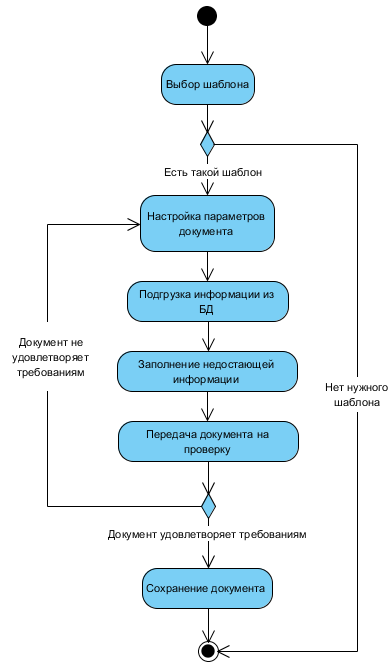 Выбор шаблона
Есть такой шаблон
Настройка параметров
документа
Подгрузка информации из
БД
Документ не
удовлетворяет
требованиям
Заполнение недостающей
информации
Нет нужного
шаблона
Передача документа на
проверку
Документ удовлетворяет требованиям
Сохранение документа